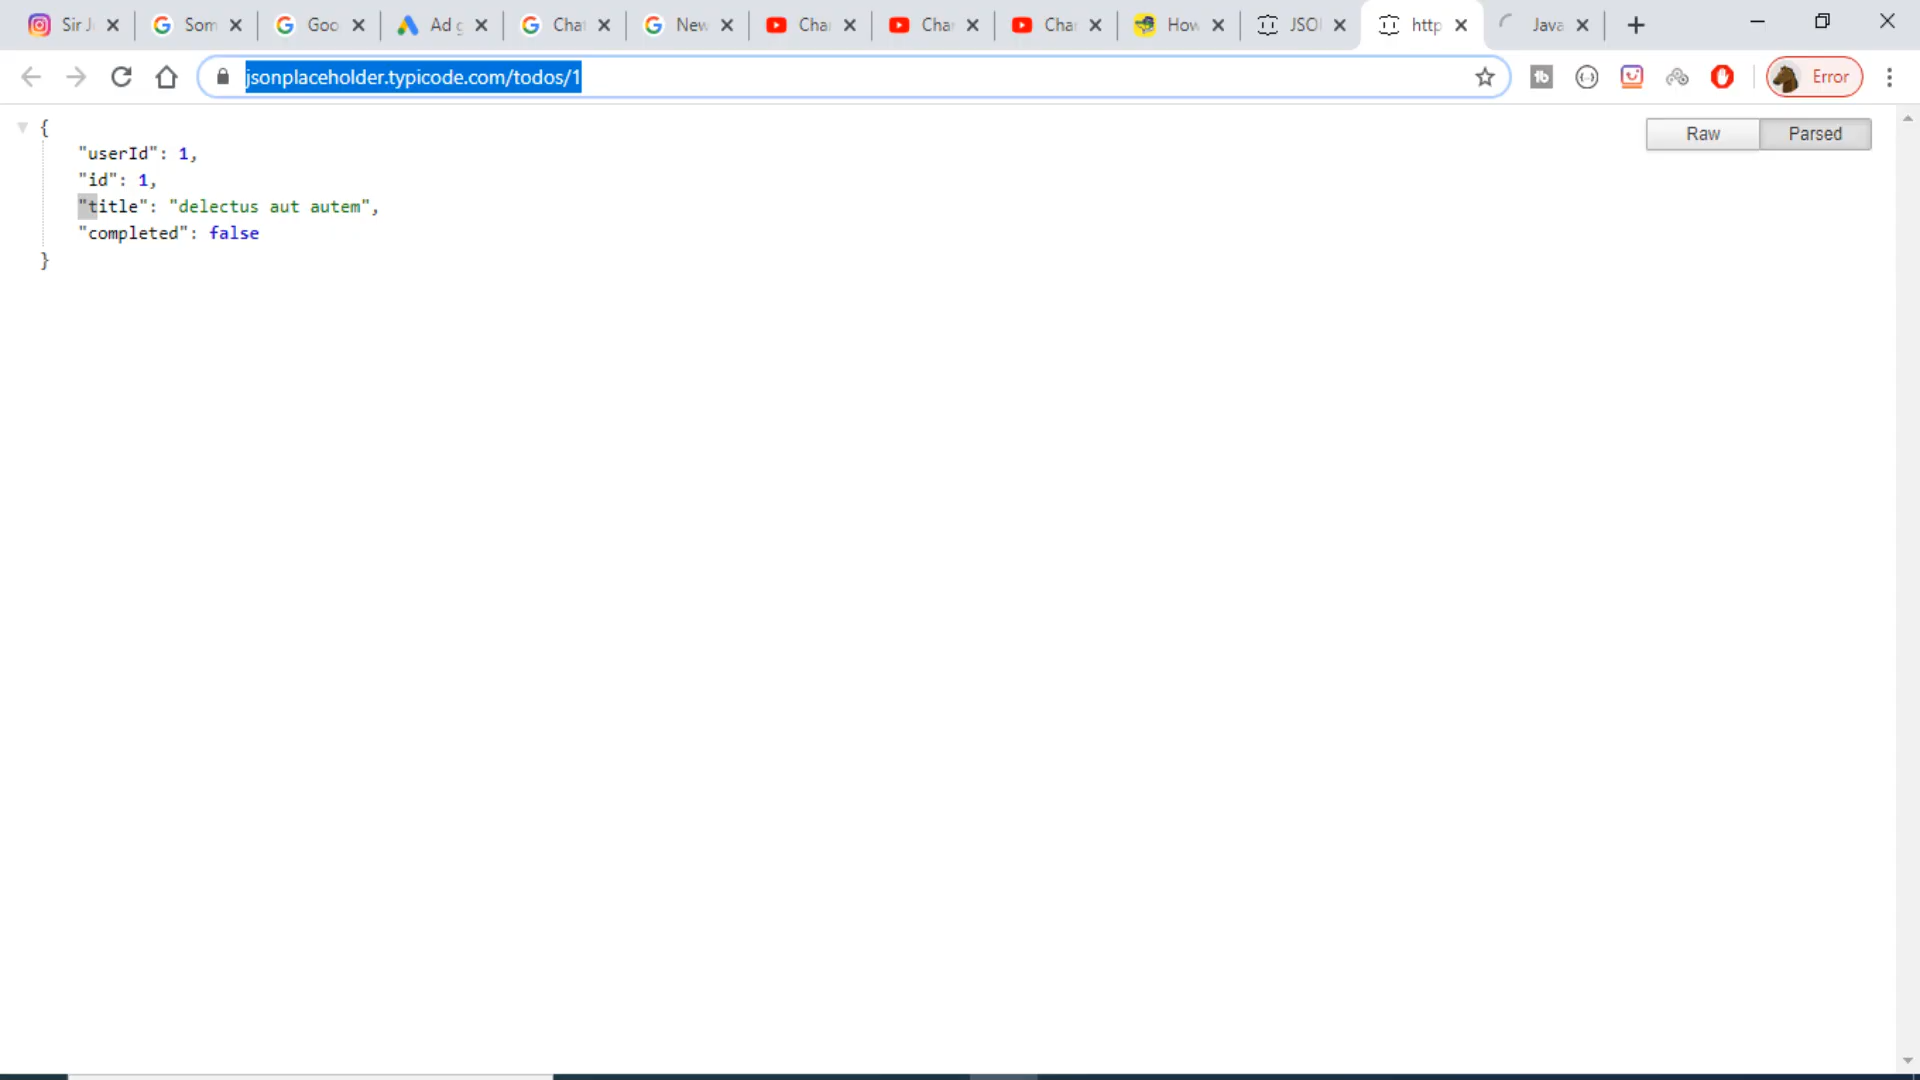 Sir J
Som
Goo
Ad g
Chat
New
Char
Char
Char
How
JSO
http
Java
jsonplaceholder.typicode.com/todos/1
Error
Raw
Parsed
{
"userId": 1,
"id": 1,
"title": "delectus aut autem",
"completed": false
}